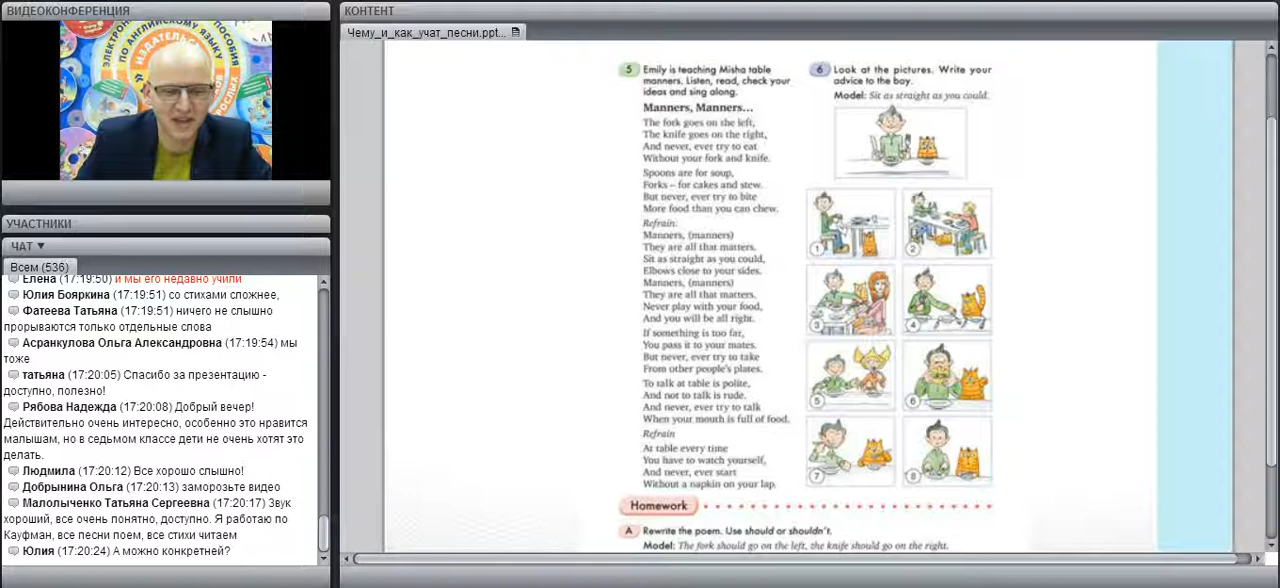 ВИДЕОКОНФЕРЕНЦИЯ
ЭЛЕКТРОН
ПО АНГЛИЙСКОМУ ЯЗЫКУ
ПОСОБИЯ
ИЗДАТЕЛЬС
УЧАСТНИКИ
ЧАТ ▼
Всем (536)
Елена (17:19:50) и мы его недавно учили
Юлия Бояркина (17:19:51) со стихами сложнее,
Фатеева Татьяна (17:19:51) ничего не слышно
прорываются только отдельные слова
Асранкулова Ольга Александровна (17:19:54) мы
тоже
татьяна (17:20:05) Спасибо за презентацию -
доступно, полезно!
Рябова Надежда (17:20:08) Добрый вечер!
Действительно очень интересно, особенно это нравится
малышам, но в седьмом классе дети не очень хотят это
делать.
Людмила (17:20:12) Все хорошо слышно!
Добрынина Ольга (17:20:13) заморозьте видео
Малолыченко Татьяна Сергеевна (17:20:17) Звук
хороший, все очень понятно, доступно. Я работаю по
Кауфман, все песни поем, все стихи читаем
Юлия (17:20:24) А можно конкретней?
КОНТЕНТ
Чему_и_как_учат_песни.ppt...
5 Emily is teaching Misha table
manners. Listen, read, check your
ideas and sing along.
Manners, Manners...
The fork goes on the left,
The knife goes on the right,
And never, ever try to eat
Without your fork and knife.
Spoons are for soup,
Forks – for cakes and stew.
But never, ever try to bite
More food than you can chew.
Refrain:
Manners, (manners)
They are all that matters.
Sit as straight as you could,
Elbows close to your sides.
Manners, (manners)
They are all that matters.
Never play with your food,
And you will be all right.
If something is too far,
You pass it to your mates.
But never, ever try to take
From other people's plates.
To talk at table is polite,
And not to talk is rude.
And never, ever try to talk
When your mouth is full of food.
Refrain
At table every time
You have to watch yourself,
And never, ever start
Without a napkin on your lap.
6 Look at the pictures. Write your
advice to the boy.
Model: Sit as straight as you could.
1
2
3
4
5
6
7
8
Homework
A Rewrite the poem. Use should or shouldn't.
Model: The fork should go on the left, the knife should go on the right.